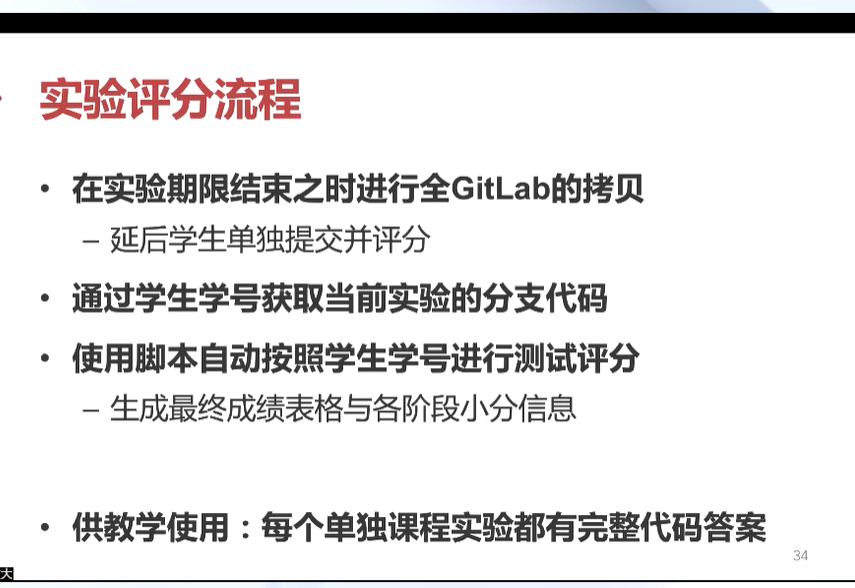 实验评分流程
• 在实验期限结束之时进行全GitLab的拷贝
– 延后学生单独提交并评分
• 通过学生学号获取当前实验的分支代码
• 使用脚本自动按照学生学号进行测试评分
– 生成最终成绩表格与各阶段小分信息
• 供教学使用：每个单独课程实验都有完整代码答案
34
大